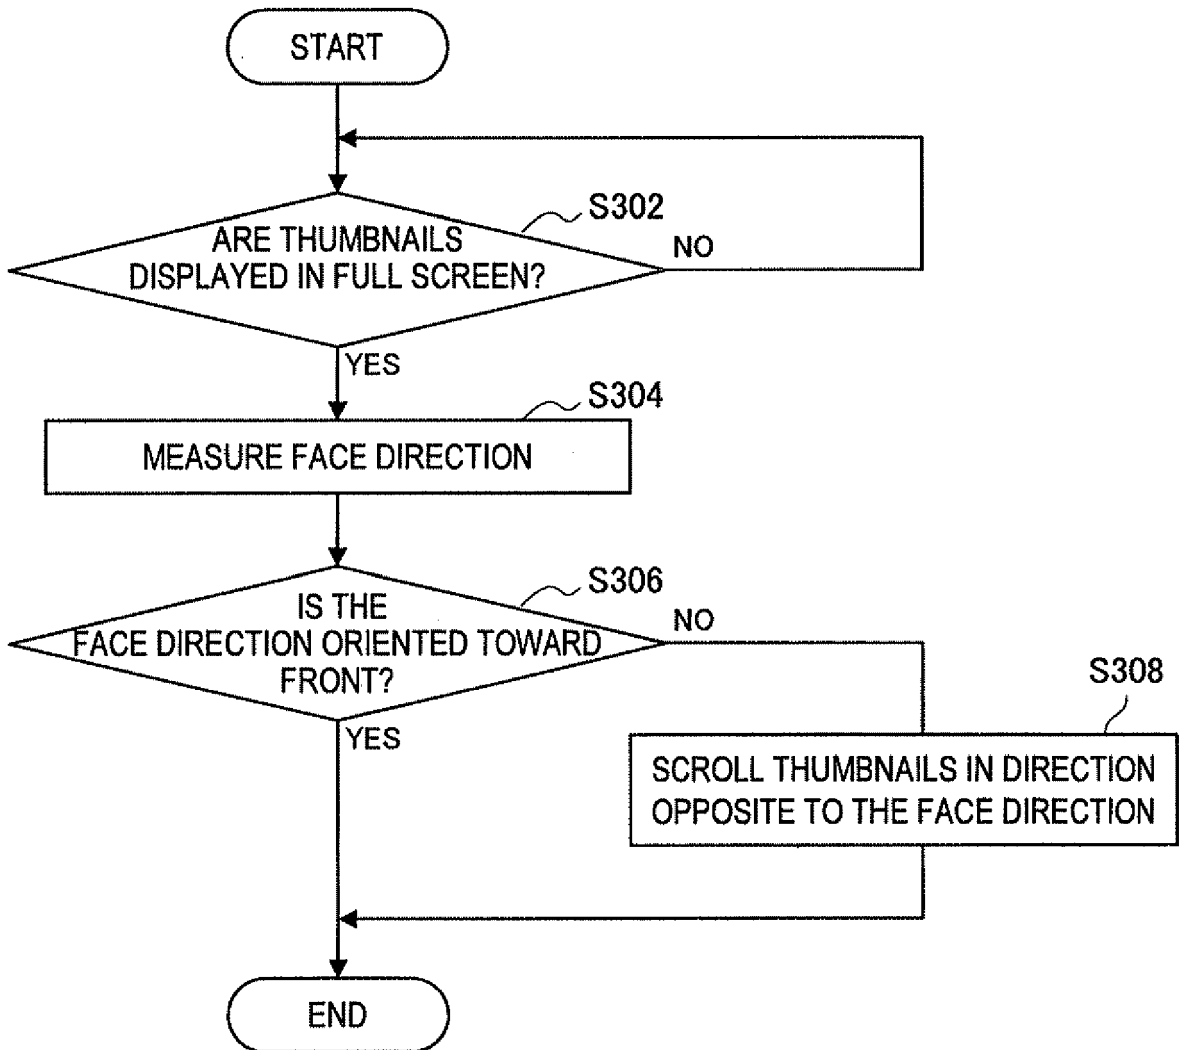 START
S302
ARE THUMBNAILS
DISPLAYED IN FULL SCREEN?
NO
YES
S304
MEASURE FACE DIRECTION
S306
IS THE
FACE DIRECTION ORIENTED TOWARD
FRONT?
NO
YES
S308
SCROLL THUMBNAILS IN DIRECTION
OPPOSITE TO THE FACE DIRECTION
END